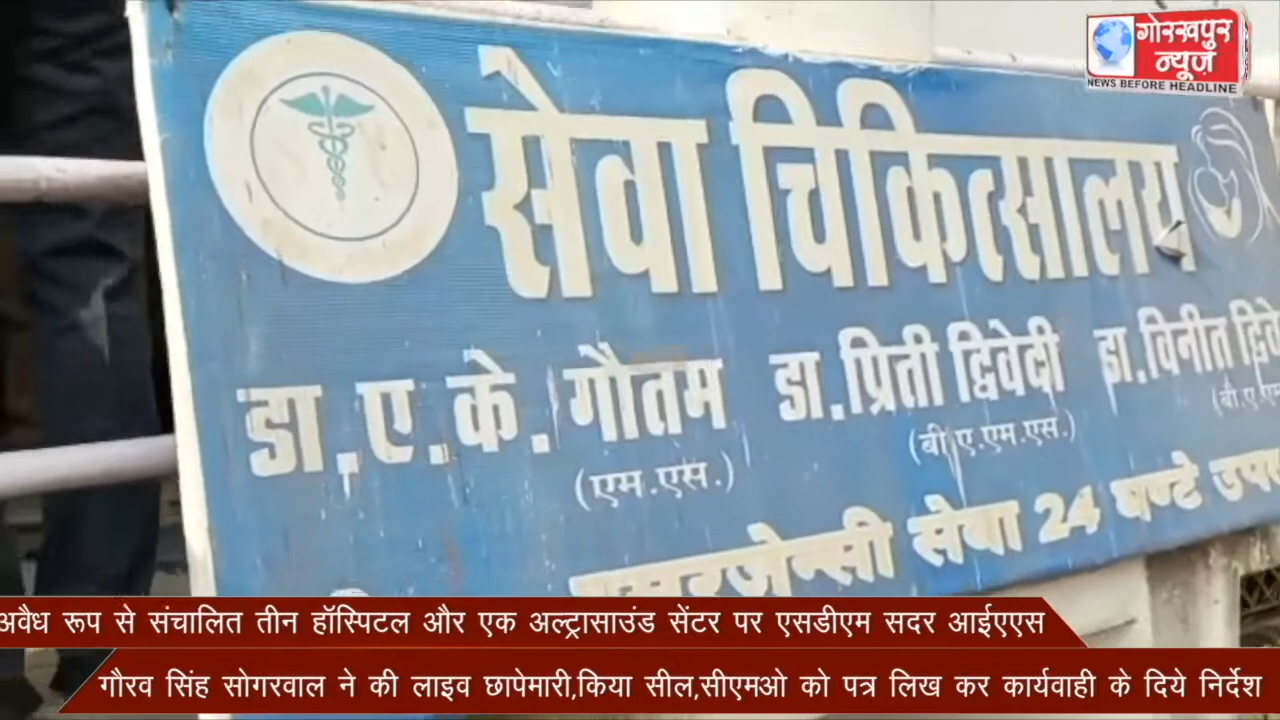 गोरखपुर
न्यूज़
NEWS BEFORE HEADLINE
सेवा चिकित्सालय
डा.ए.के.गौतम डा.प्रिती द्विवेदी डा.विनीत
(एम.एस.) (बी.ए.एम.एस.)
सेवा 24 घण्टे
अवैध रूप से संचालित तीन हॉस्पिटल और एक अल्ट्रासाउंड सेंटर पर एसडीएम सदर आईएएस
गौरव सिंह सोगरवाल ने की लाइव छापेमारी,किया सील,सीएमओ को पत्र लिख कर कार्यवाही के दिये निर्देश